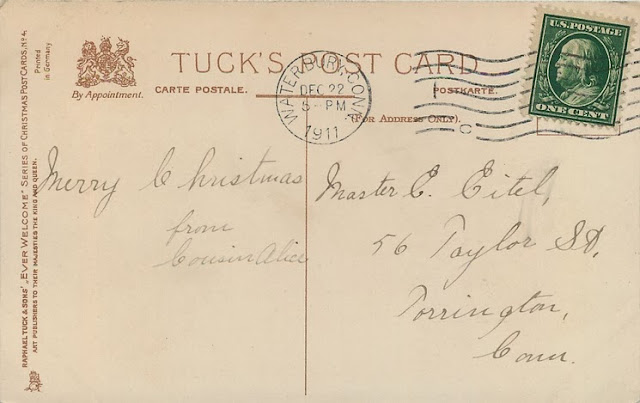 RAPHAEL TUCK & SONS' "EVER WELCOME" SERIES OF CHRISTMAS POST CARDS, No 4.
ART PUBLISHERS TO THEIR MAJESTIES THE KING AND QUEEN.
Printed
in Germany
By Appointment.
TUCK'S POST CARD
CARTE POSTALE.
POSTKARTE.
(FOR ADDRESS ONLY).
WATERBURY, CONN.
DEC 22
5-PM
1911
U.S. POSTAGE
ONE CENT
Merry Christmas
from
Cousin Alice
Master C. Eitel,
56 Taylor St,
Torrington,
Conn.